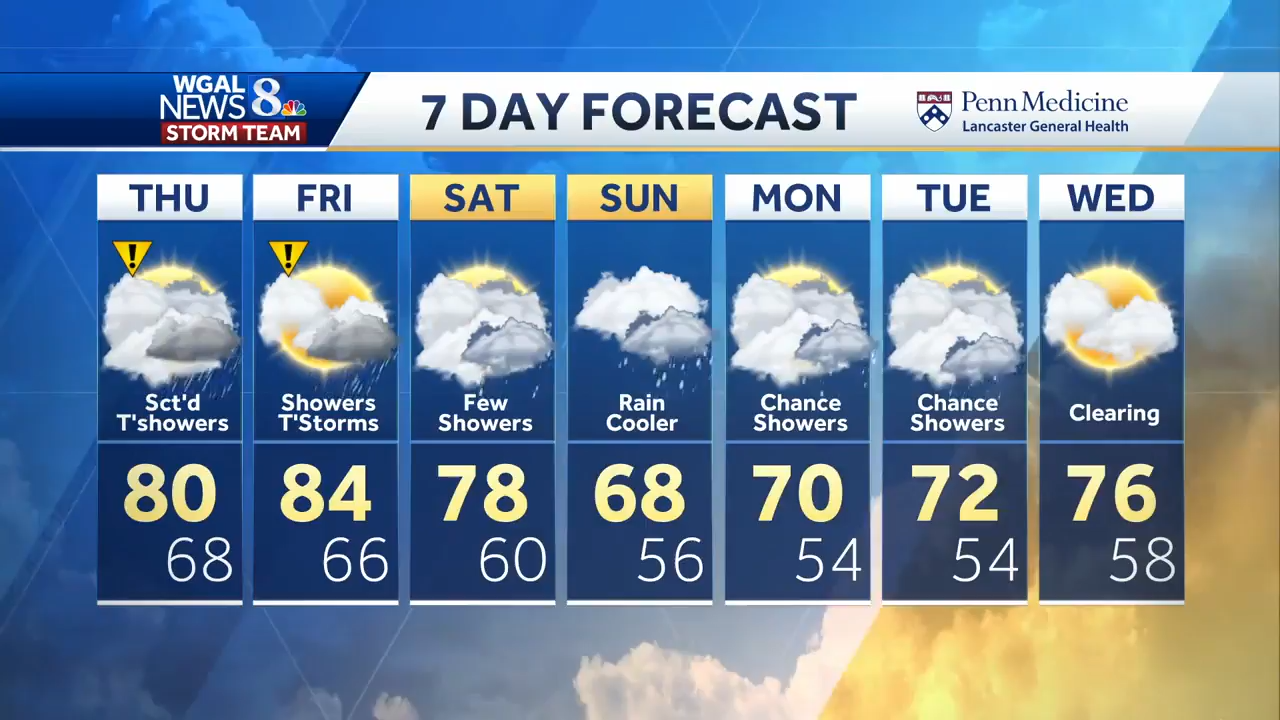 WGAL
NEWS 8
STORM TEAM
7 DAY FORECAST
Penn Medicine
Lancaster General Health
THU
FRI
SAT
SUN
MON
TUE
WED
!
!
Sct'd
T'showers
Showers
T'Storms
Few
Showers
Rain
Cooler
Chance
Showers
Chance
Showers
Clearing
80
84
78
68
70
72
76
68
66
60
56
54
54
58